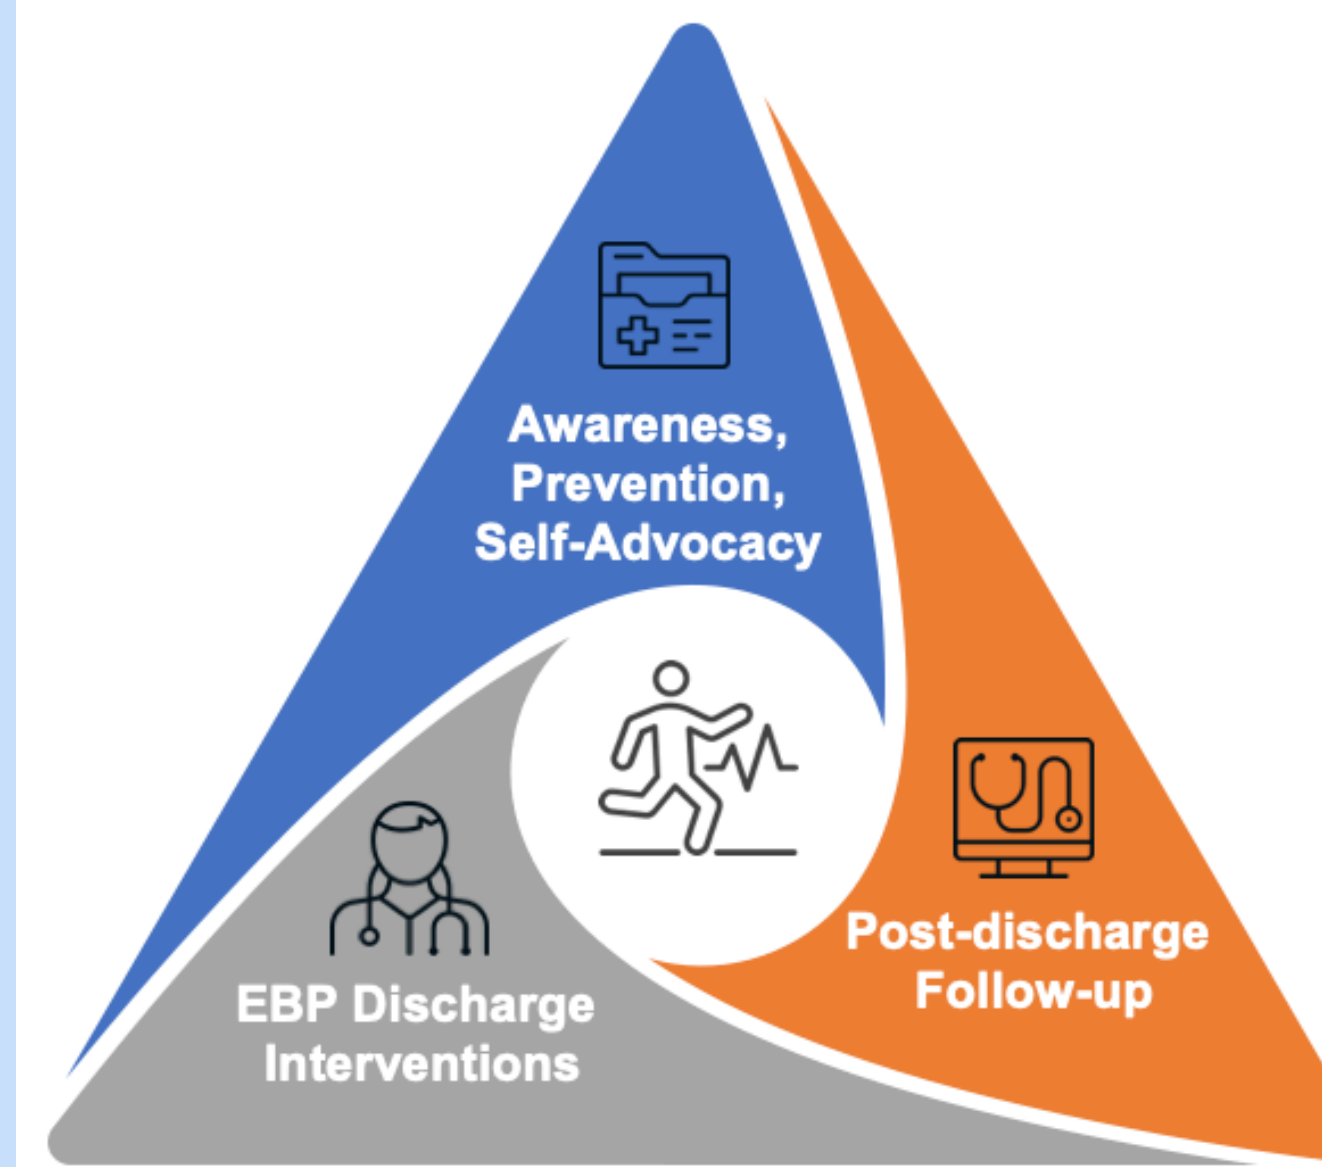 Awareness,
Prevention,
Self-Advocacy
Post-discharge
Follow-up
EBP Discharge
Interventions